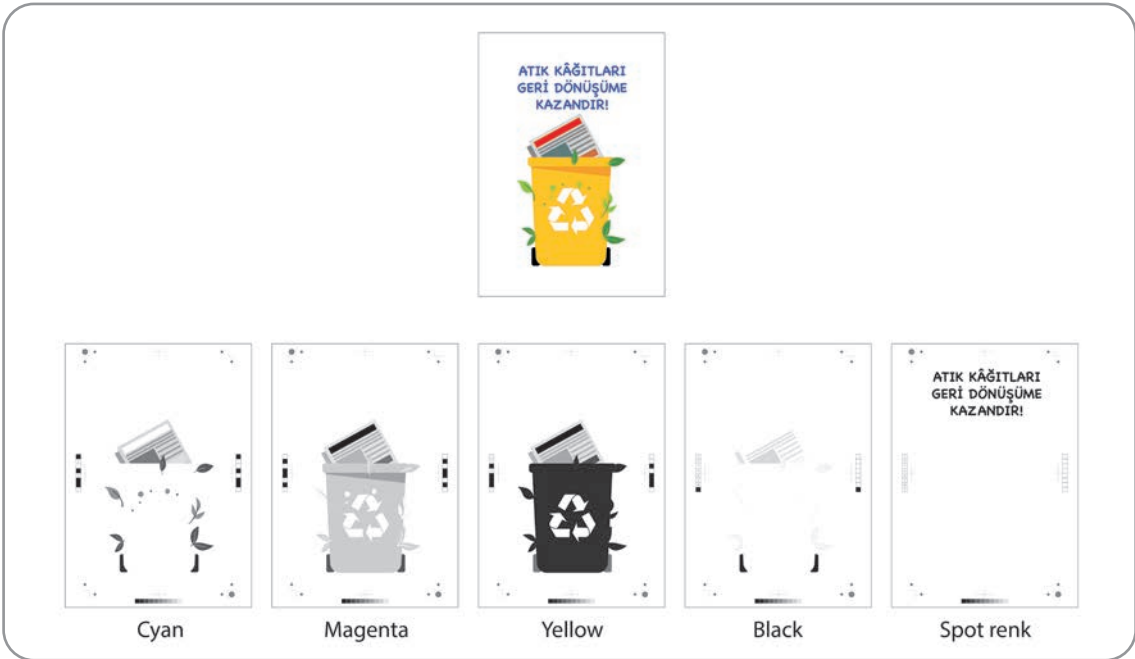 ATIK KÂĞITLARI
GERİ DÖNÜŞÜME
KAZANDIR!
ATIK KÂĞITLARI
GERİ DÖNÜŞÜME
KAZANDIR!
Cyan
Magenta
Yellow
Black
Spot renk